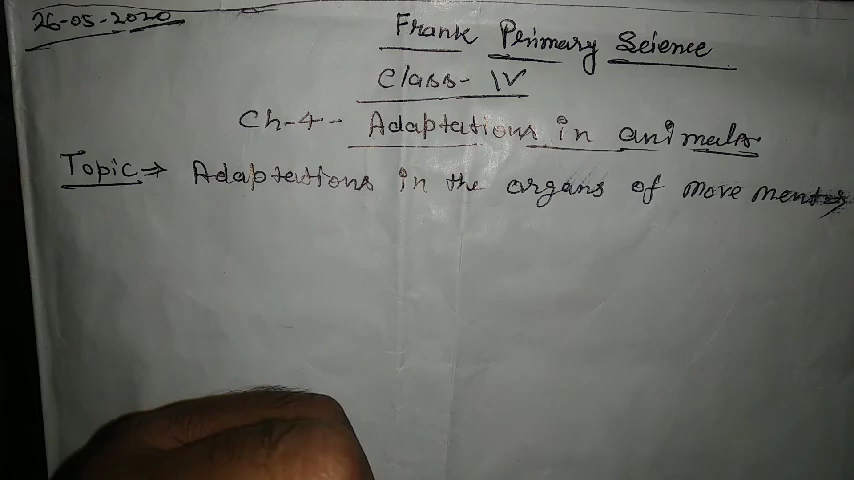 26-05-2020
Frank Primary Science
Class- IV
Ch-4- Adaptations in animals
Topic⇒ Adaptations in the organs of movement